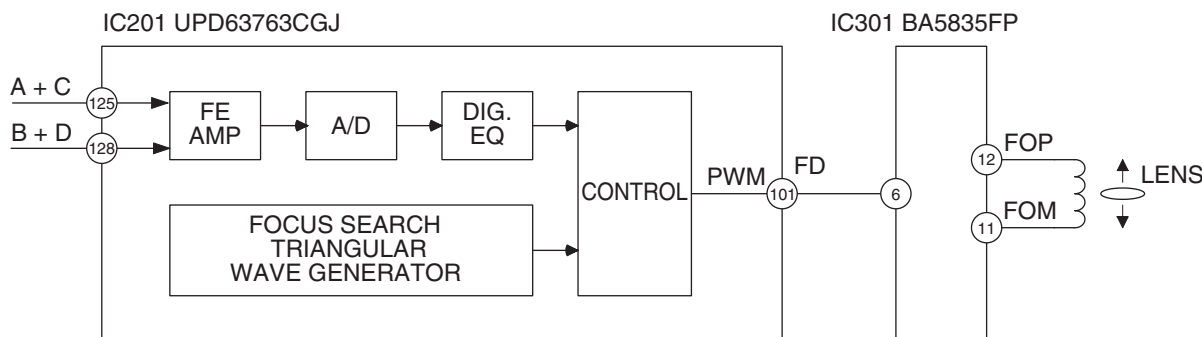 IC201 UPD63763CGJ
IC301 BA5835FP
A + C
125
B + D
128
FE
AMP
A/D
DIG.
EQ
FOCUS SEARCH
TRIANGULAR
WAVE GENERATOR
CONTROL
PWM
101
FD
6
12
FOP
11
FOM
LENS